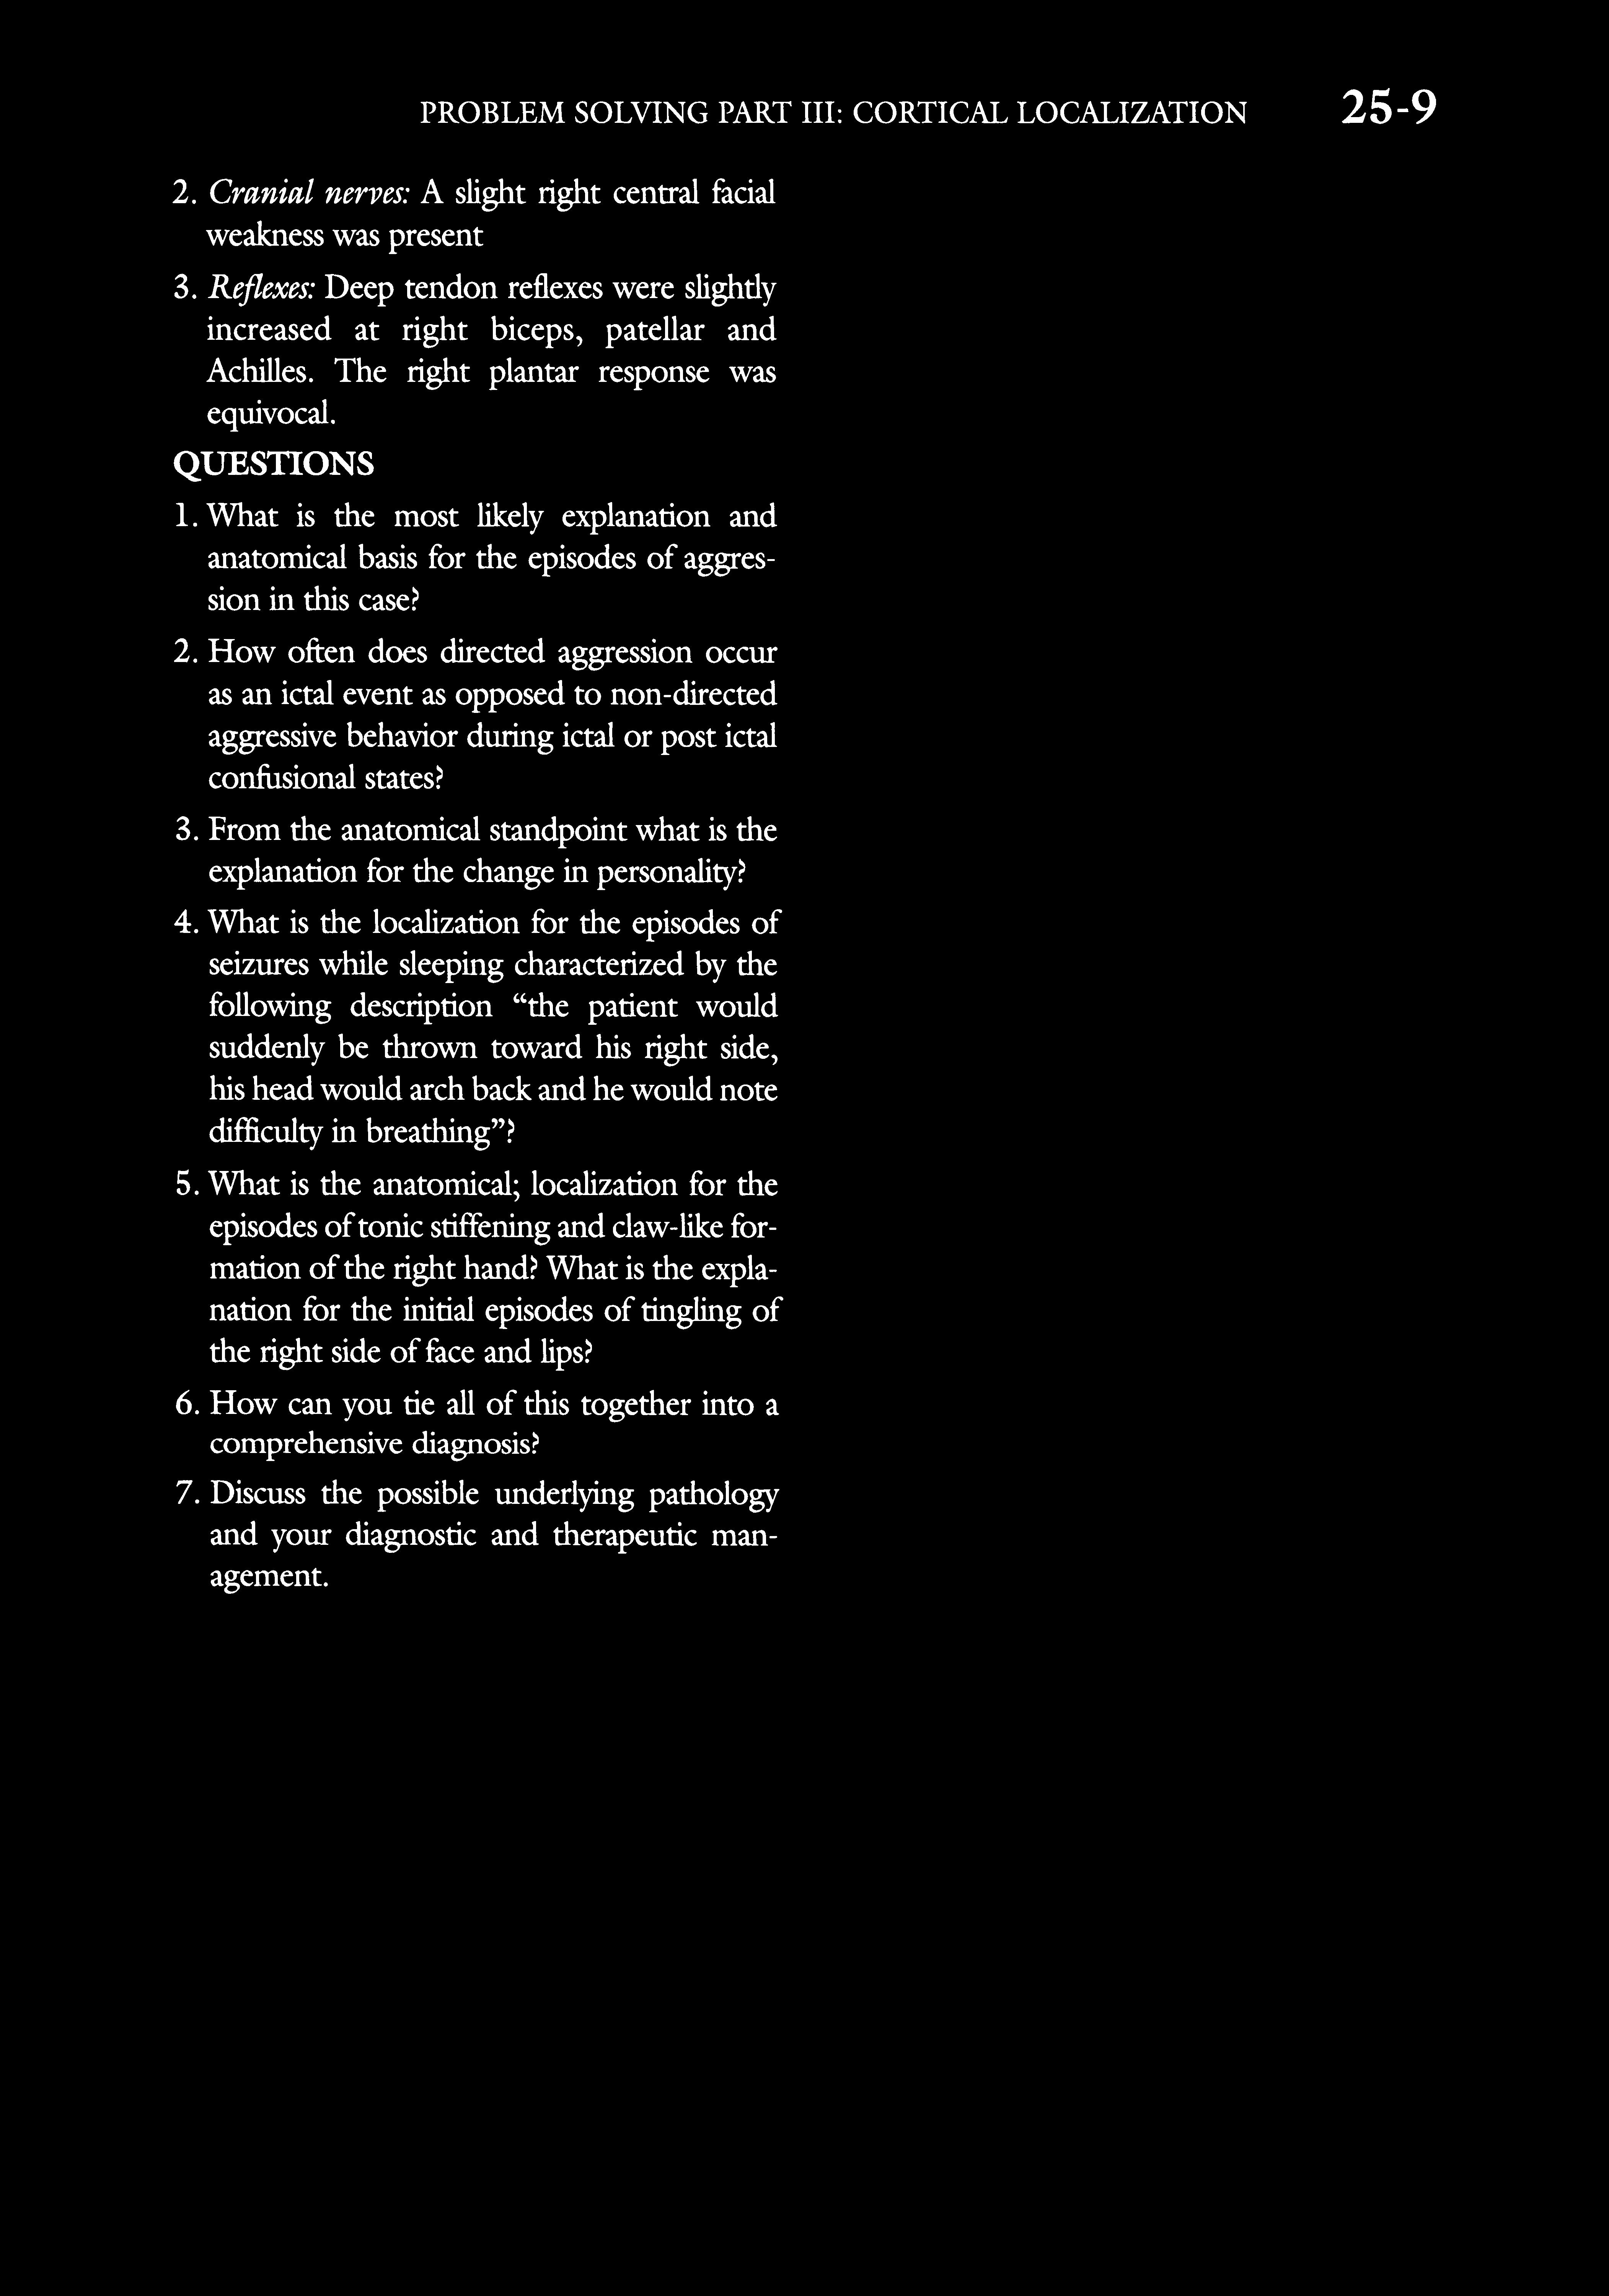 PROBLEM SOLVING PART III: CORTICAL LOCALIZATION 25-9
2. Cranial nerves: A slight right central facial
weakness was present
3. Reflexes: Deep tendon reflexes were slightly
increased at right biceps, patellar and
Achilles. The right plantar response was
equivocal.
QUESTIONS
1. What is the most likely explanation and
anatomical basis for the episodes of aggres-
sion in this case?
2. How often does directed aggression occur
as an ictal event as opposed to non-directed
aggressive behavior during ictal or post ictal
confusional states?
3. From the anatomical standpoint what is the
explanation for the change in personality?
4. What is the localization for the episodes of
seizures while sleeping characterized by the
following description “the patient would
suddenly be thrown toward his right side,
his head would arch back and he would note
difficulty in breathing”?
5. What is the anatomical; localization for the
episodes of tonic stiffening and claw-like for-
mation of the right hand? What is the expla-
nation for the initial episodes of tingling of
the right side of face and lips?
6. How can you tie all of this together into a
comprehensive diagnosis?
7. Discuss the possible underlying pathology
and your diagnostic and therapeutic man-
agement.